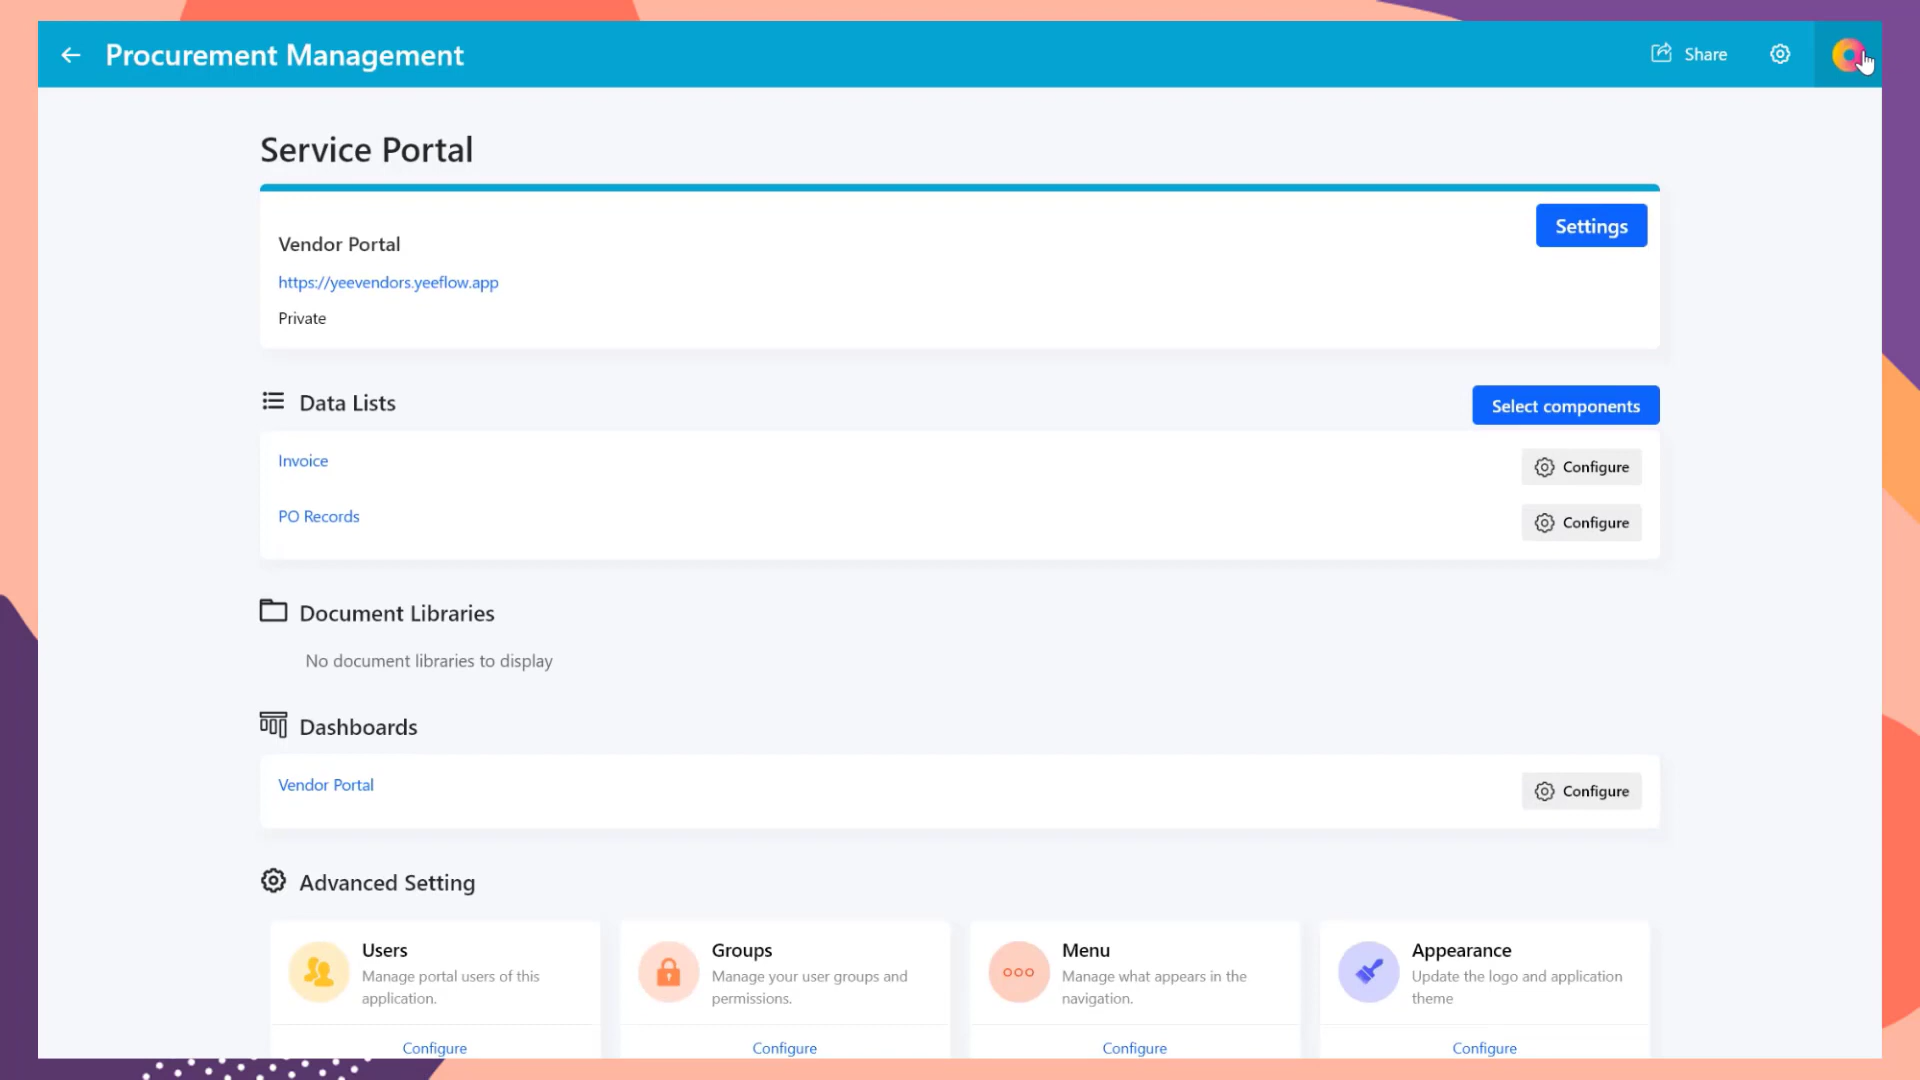 Procurement Management
Share
Service Portal
Settings
Vendor Portal
https://yeevendors.yeeflow.app
Private
Data Lists
Select components
Invoice
Configure
PO Records
Configure
Document Libraries
No document libraries to display
Dashboards
Vendor Portal
Configure
Advanced Setting
Users
Manage portal users of this
application.
Configure
Groups
Manage your user groups and
permissions.
Configure
Menu
Manage what appears in the
navigation.
Configure
Appearance
Update the logo and application
theme
Configure